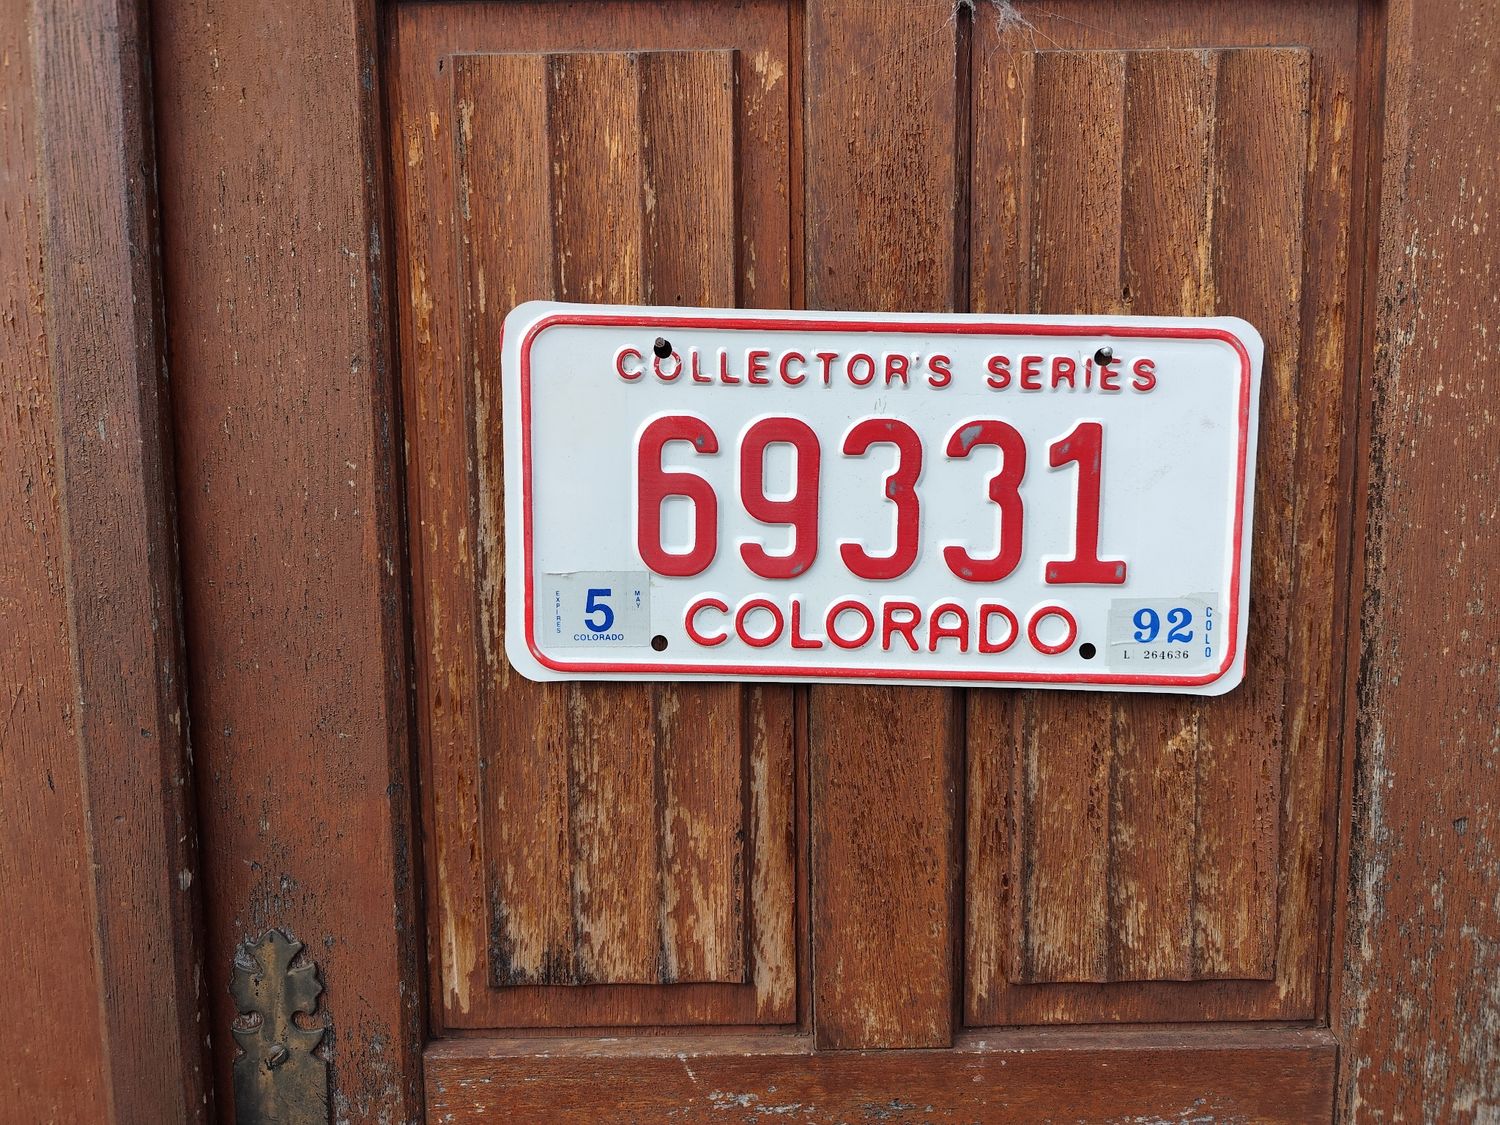 COLLECTOR'S SERIES
69331
EXPIRES 5 MAY
COLORADO
COLORADO
92 COLO
L 264636